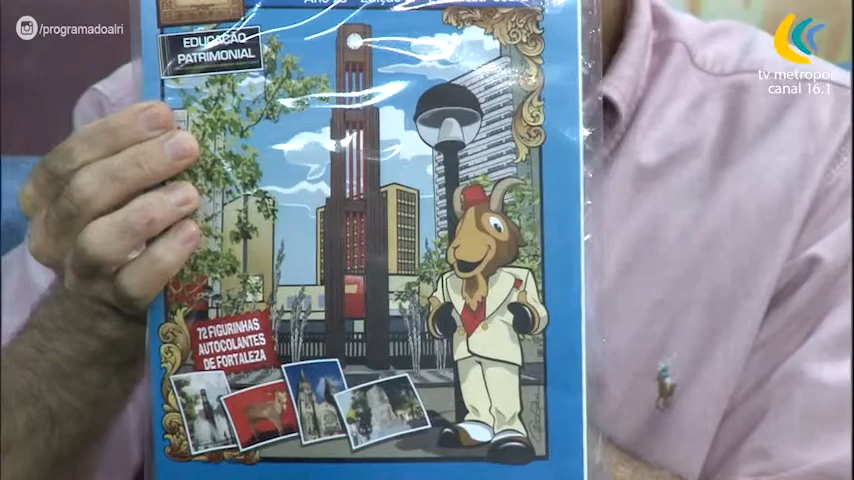 /programadoalri
EDUCAÇÃO
PATRIMONIAL
tv metropol
canal 16.1
72 FIGURINHAS
AUTOCOLANTES
DE FORTALEZA